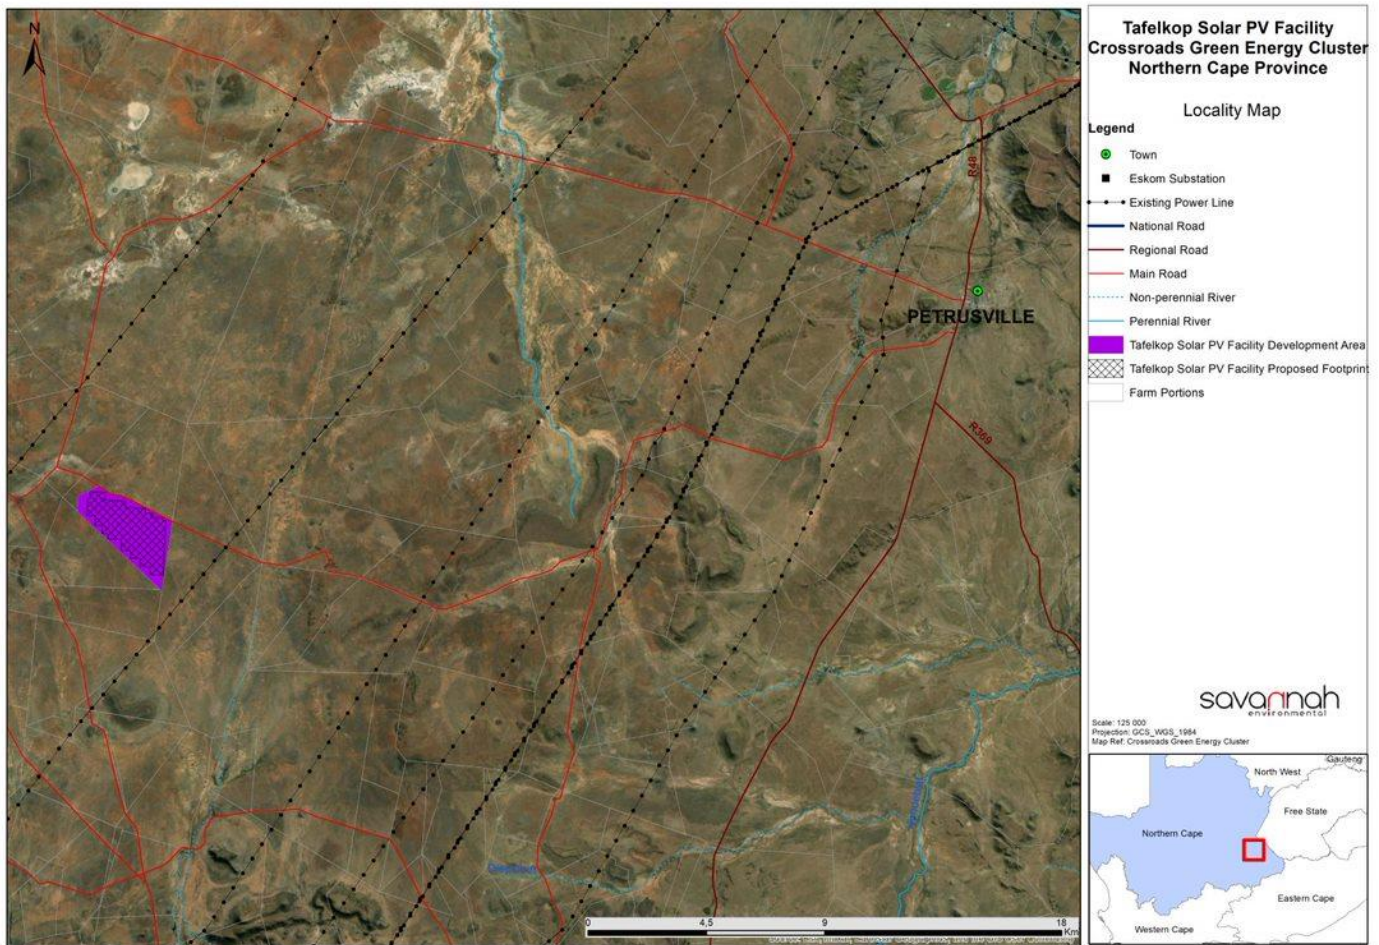 N
R48
PETRUSVILLE
R369
0
4,5
9
18
Km
Tafelkop Solar PV Facility
Crossroads Green Energy Cluster
Northern Cape Province
Locality Map
Legend
Town
Eskom Substation
Existing Power Line
National Road
Regional Road
Main Road
Non-perennial River
Perennial River
Tafelkop Solar PV Facility Development Area
Tafelkop Solar PV Facility Proposed Footprint
Farm Portions
savannah
environmental
Scale: 125 000
Projection: GCS_WGS_1984
Map Ref: Crossroads Green Energy Cluster
Gauteng
North West
Free State
Northern Cape
Eastern Cape
Western Cape